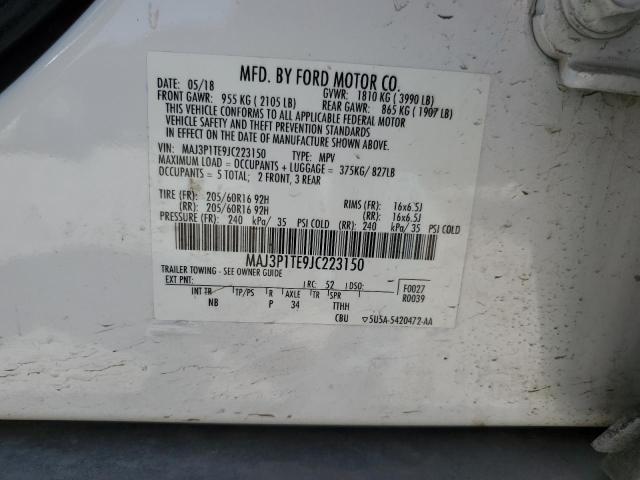 MFD. BY FORD MOTOR CO.
DATE: 05/18 GVWR: 1810 KG ( 3990 LB)
FRONT GAWR: 955 KG ( 2105 LB) REAR GAWR: 865 KG ( 1907 LB)
THIS VEHICLE CONFORMS TO ALL APPLICABLE FEDERAL MOTOR
VEHICLE SAFETY AND THEFT PREVENTION STANDARDS
IN EFFECT ON THE DATE OF MANUFACTURE SHOWN ABOVE.
VIN: MAJ3P1TE9JC223150 TYPE: MPV
MAXIMUM LOAD = OCCUPANTS + LUGGAGE = 375KG/ 827LB
OCCUPANTS = 5 TOTAL; 2 FRONT, 3 REAR
TIRE (FR): 205/60R16 92H RIMS (FR): 16x6.5J
(RR): 205/60R16 92H (RR): 16x6.5J
PRESSURE (FR): 240 kPa/ 35 PSI COLD (RR): 240 kPa/ 35 PSI COLD
MAJ3P1TE9JC223150
TRAILER TOWING - SEE OWNER GUIDE
EXT PNT: RC: 52 DSO: F0027
INT TR TP/PS R AXLE TR SPR R0039
NB P 34 TTHH
CBU 5U5A-5420472-AA